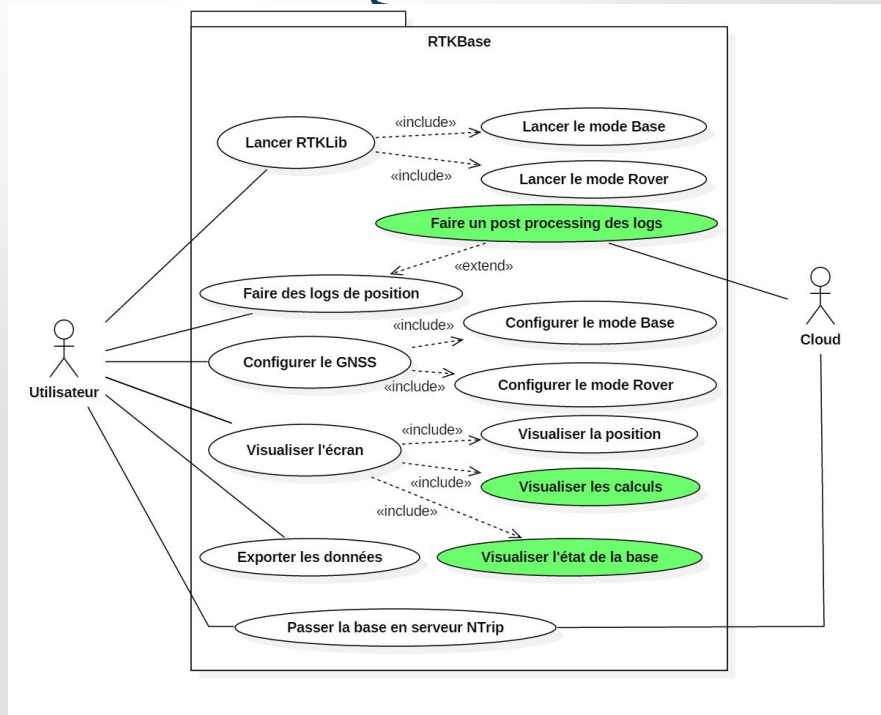 RTKBase
«include»
Lancer le mode Base
Lancer RTKLib
«include»
Lancer le mode Rover
Faire un post processing des logs
«extend»
Faire des logs de position
«include»
Configurer le mode Base
Cloud
Configurer le GNSS
Utilisateur
«include»
Configurer le mode Rover
«include»
Visualiser la position
Visualiser l'écran
«include»
Visualiser les calculs
«include»
Exporter les données
Visualiser l'état de la base
Passer la base en serveur NTrip